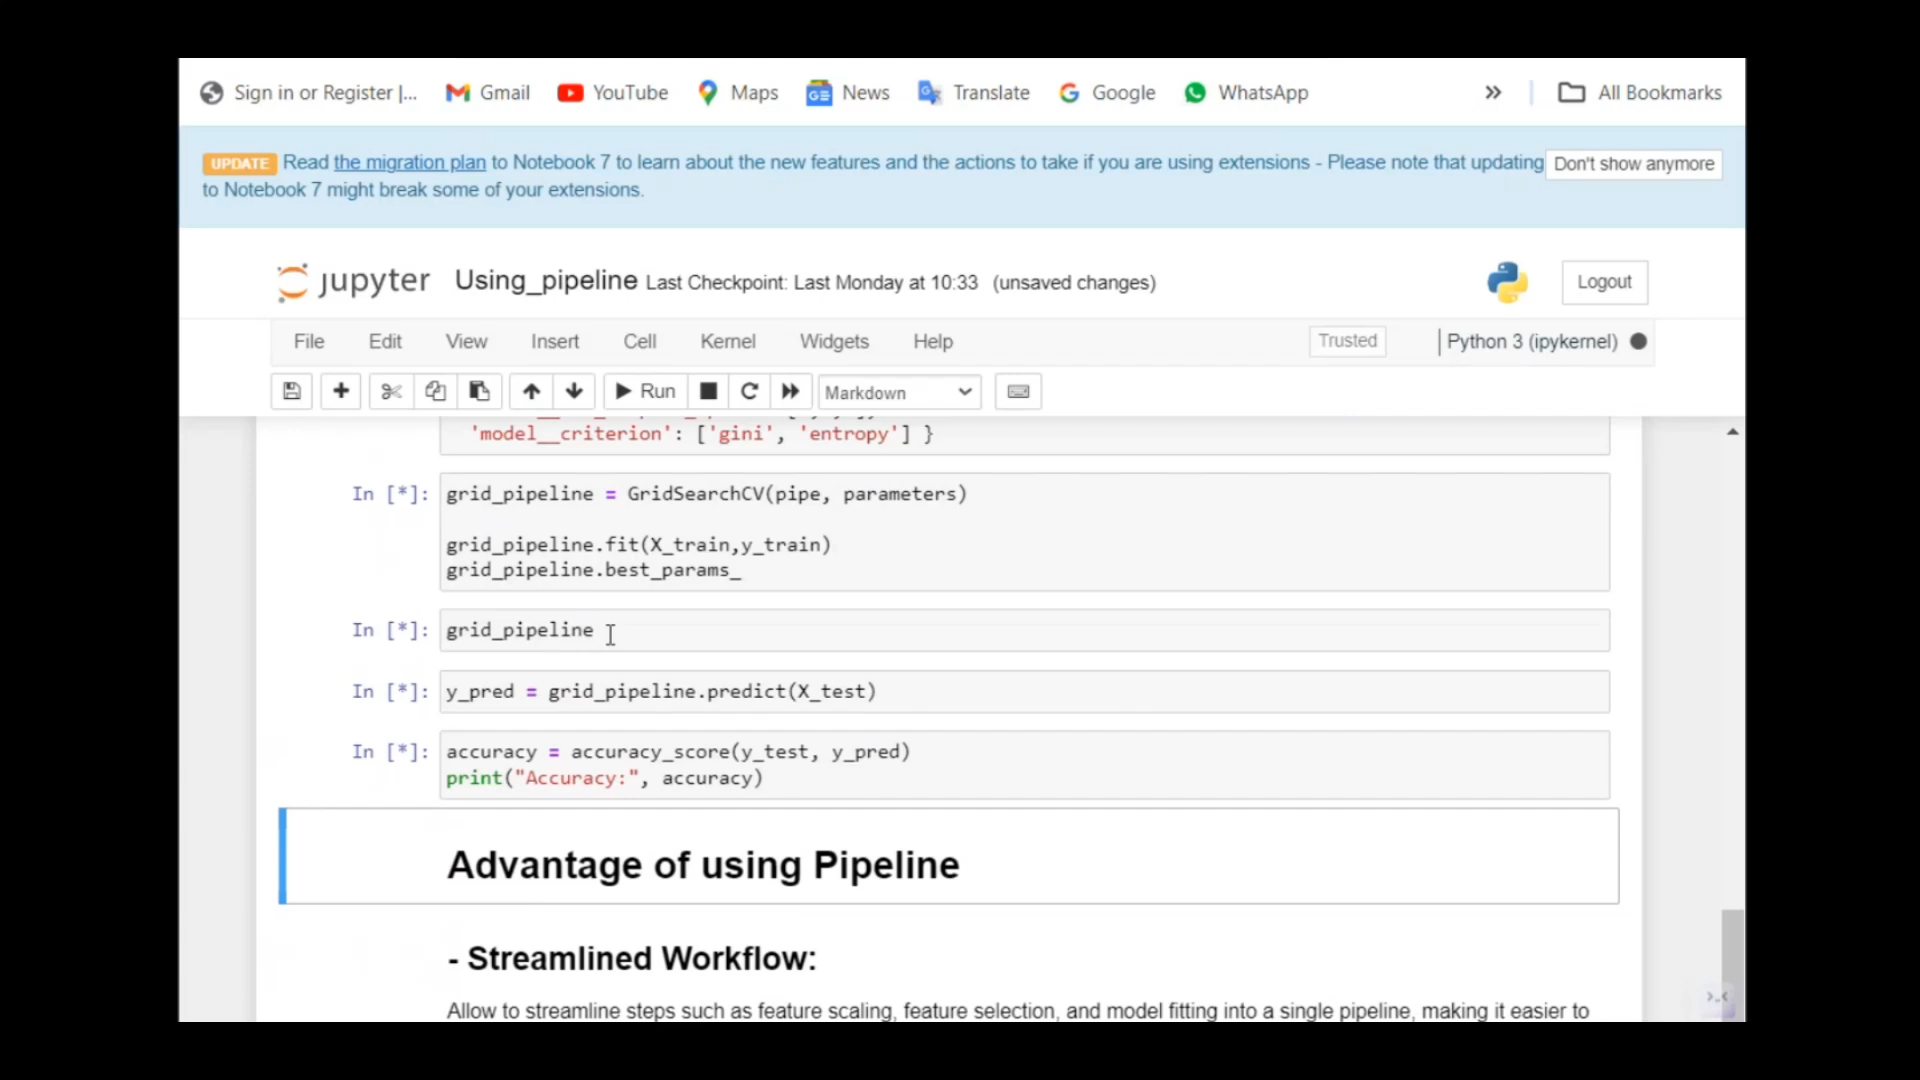 Sign in or Register |... Gmail YouTube Maps News Translate Google WhatsApp » All Bookmarks
UPDATE Read the migration plan to Notebook 7 to learn about the new features and the actions to take if you are using extensions - Please note that updating Don't show anymore
to Notebook 7 might break some of your extensions.
jupyter Using_pipeline Last Checkpoint: Last Monday at 10:33 (unsaved changes) Logout
File Edit View Insert Cell Kernel Widgets Help Trusted Python 3 (ipykernel)
Run Markdown
'model__criterion': ['gini', 'entropy'] }
In [*]: grid_pipeline = GridSearchCV(pipe, parameters)
grid_pipeline.fit(X_train,y_train)
grid_pipeline.best_params_
In [*]: grid_pipeline
In [*]: y_pred = grid_pipeline.predict(X_test)
In [*]: accuracy = accuracy_score(y_test, y_pred)
print("Accuracy:", accuracy)
Advantage of using Pipeline
- Streamlined Workflow:
Allow to streamline steps such as feature scaling, feature selection, and model fitting into a single pipeline, making it easier to